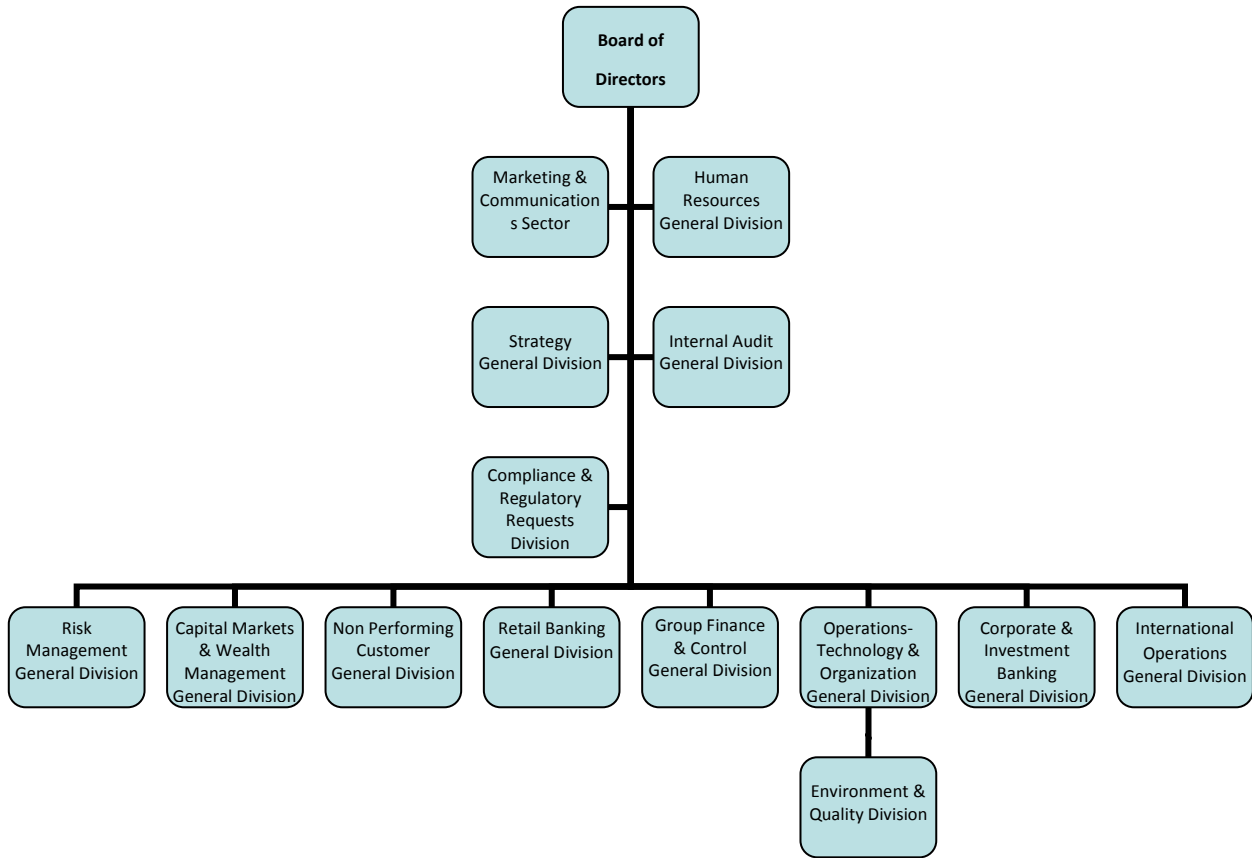 Board of
Directors
Marketing &
Communication
s Sector
Human
Resources
General Division
Strategy
General Division
Internal Audit
General Division
Compliance &
Regulatory
Requests
Division
Risk
Management
General Division
Capital Markets
& Wealth
Management
General Division
Non Performing
Customer
General Division
Retail Banking
General Division
Group Finance
& Control
General Division
Operations-
Technology &
Organization
General Division
Corporate &
Investment
Banking
General Division
International
Operations
General Division
Environment &
Quality Division